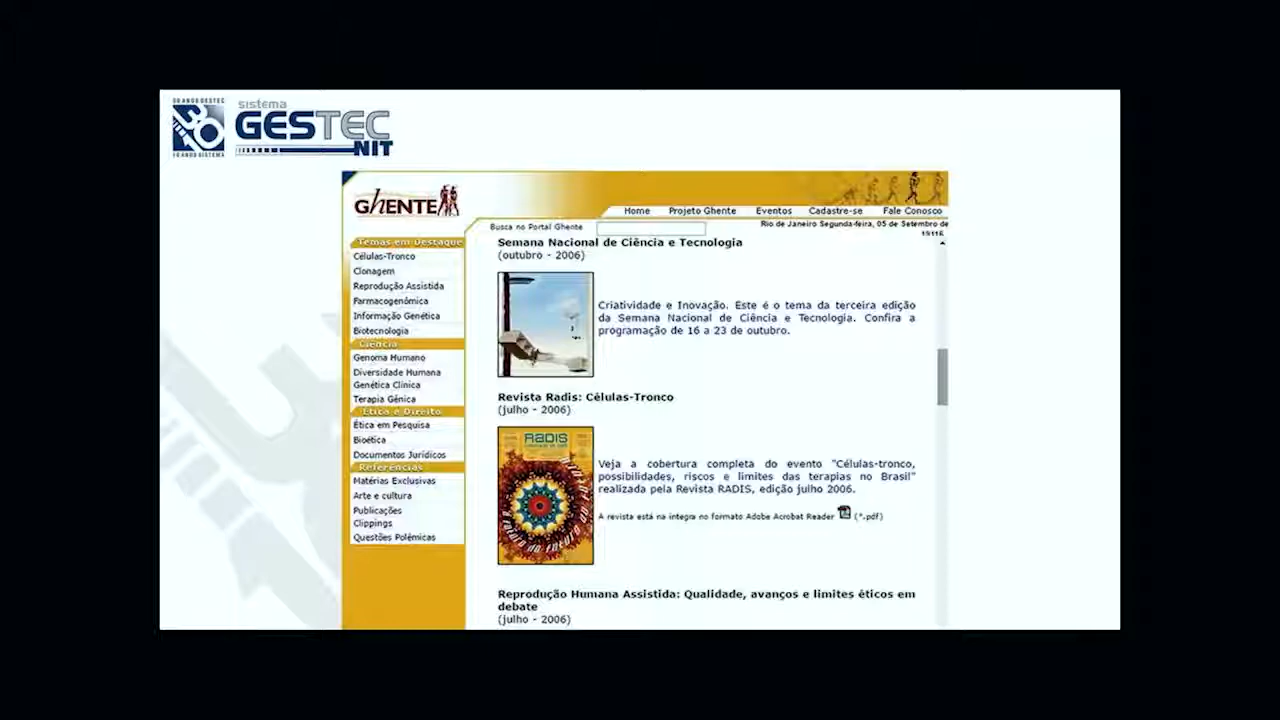 30 ANOS GESTEC
sistema
GESTEC
NIT
10 ANOS SISTEMA
GHENTE
Home Projeto Ghente Eventos Cadastre-se Fale Conosco
Busca no Portal Ghente
Rio de Janeiro Segunda-feira, 05 de Setembro de
Temas em Destaque
Células-Tronco
Clonagem
Reprodução Assistida
Farmacogenômica
Informação Genética
Biotecnologia
Ciência
Genoma Humano
Diversidade Humana
Genética Clínica
Terapia Gênica
Ética e Direito
Ética em Pesquisa
Bioética
Documentos Jurídicos
Referências
Matérias Exclusivas
Arte e cultura
Publicações
Clippings
Questões Polêmicas
Semana Nacional de Ciência e Tecnologia
(outubro - 2006)
Criatividade e Inovação. Este é o tema da terceira edição
da Semana Nacional de Ciência e Tecnologia. Confira a
programação de 16 a 23 de outubro.
Revista Radis: Células-Tronco
(julho - 2006)
RADIS
Veja a cobertura completa do evento "Células-tronco,
possibilidades, riscos e limites das terapias no Brasil"
realizada pela Revista RADIS, edição julho 2006.
A revista está na íntegra no formato Adobe Acrobat Reader (*.pdf)
Reprodução Humana Assistida: Qualidade, avanços e limites éticos em
debate
(julho - 2006)